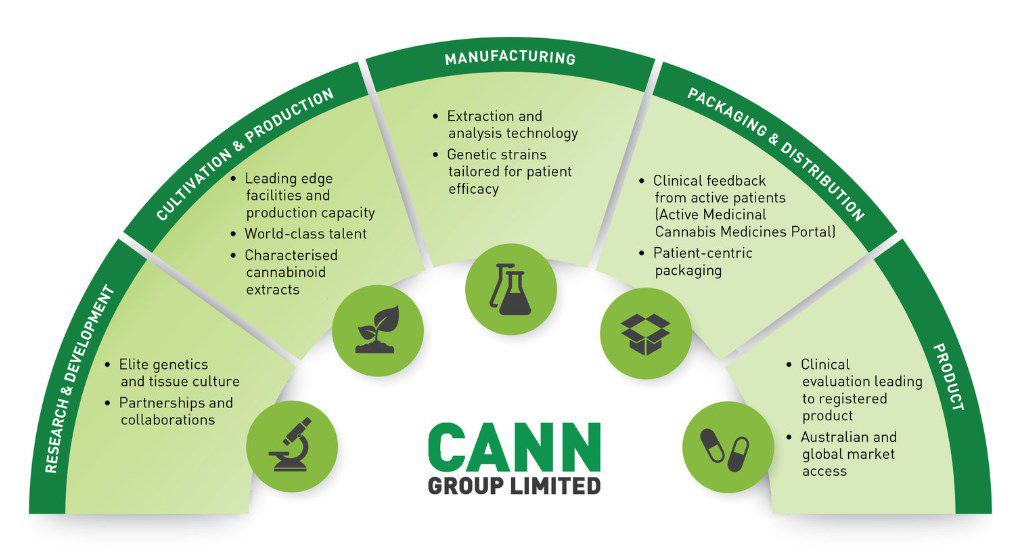 RESEARCH & DEVELOPMENT
• Elite genetics
and tissue culture
• Partnerships and
collaborations
CULTIVATION & PRODUCTION
• Leading edge
facilities and
production capacity
• World-class talent
• Characterised
cannabinoid
extracts
MANUFACTURING
• Extraction and
analysis technology
• Genetic strains
tailored for patient
efficacy
PACKAGING & DISTRIBUTION
• Clinical feedback
from active patients
(Active Medicinal
Cannabis Medicines Portal)
• Patient-centric
packaging
PRODUCT
• Clinical
evaluation leading
to registered
product
• Australian and
global market
access
CANN
GROUP LIMITED